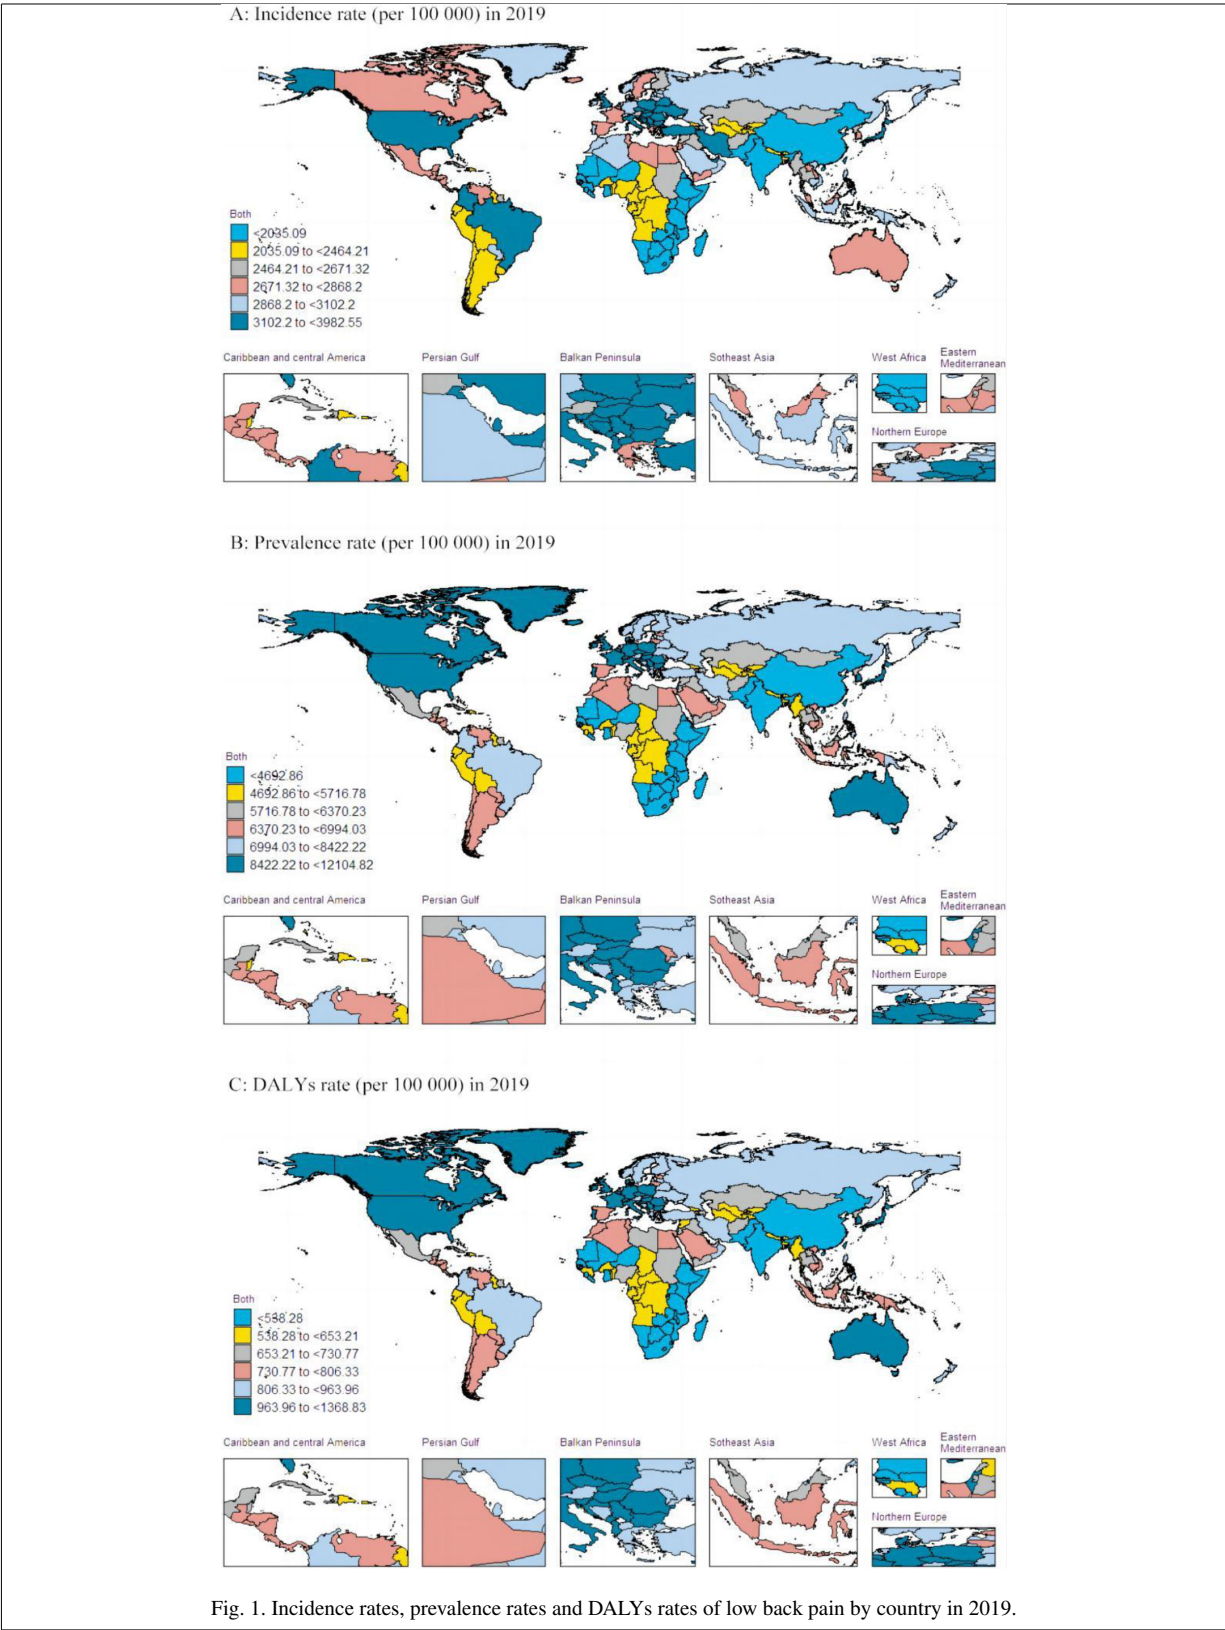 A: Incidence rate (per 100 000) in 2019
Both
<2035.09
2035.09 to <2464.21
2464.21 to <2671.32
2671.32 to <2868.2
2868.2 to <3102.2
3102.2 to <3982.55
Caribbean and central America
Persian Gulf
Balkan Peninsula
Sotheast Asia
West Africa
Eastern
Mediterranean
Northern Europe
B: Prevalence rate (per 100 000) in 2019
Both
<4692.86
4692.86 to <5716.78
5716.78 to <6370.23
6370.23 to <6994.03
6994.03 to <8422.22
8422.22 to <12104.82
Caribbean and central America
Persian Gulf
Balkan Peninsula
Sotheast Asia
West Africa
Eastern
Mediterranean
Northern Europe
C: DALYs rate (per 100 000) in 2019
Both
<538.28
538.28 to <653.21
653.21 to <730.77
730.77 to <806.33
806.33 to <963.96
963.96 to <1368.83
Caribbean and central America
Persian Gulf
Balkan Peninsula
Sotheast Asia
West Africa
Eastern
Mediterranean
Northern Europe
Fig. 1. Incidence rates, prevalence rates and DALYs rates of low back pain by country in 2019.